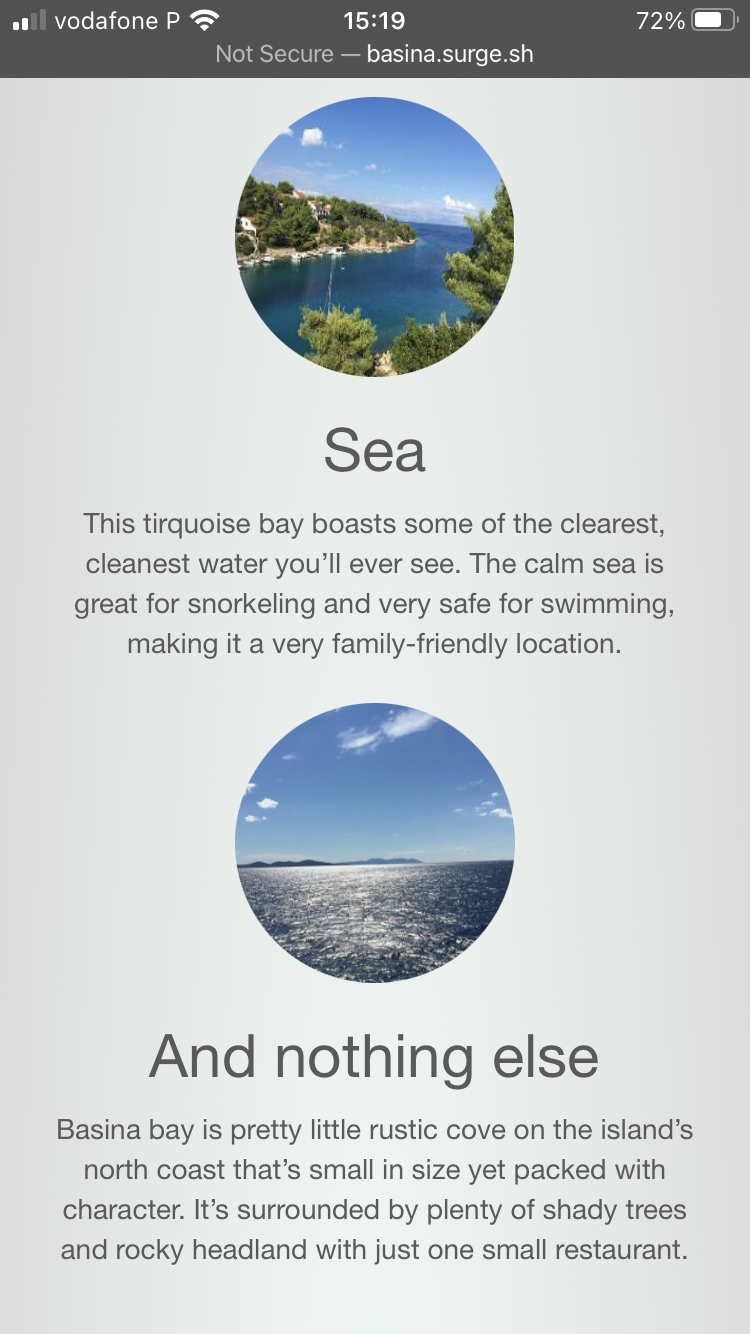 vodafone P 15:19 72%
Not Secure — basina.surge.sh
Sea
This tirquoise bay boasts some of the clearest,
cleanest water you’ll ever see. The calm sea is
great for snorkeling and very safe for swimming,
making it a very family-friendly location.
And nothing else
Basina bay is pretty little rustic cove on the island’s
north coast that’s small in size yet packed with
character. It’s surrounded by plenty of shady trees
and rocky headland with just one small restaurant.